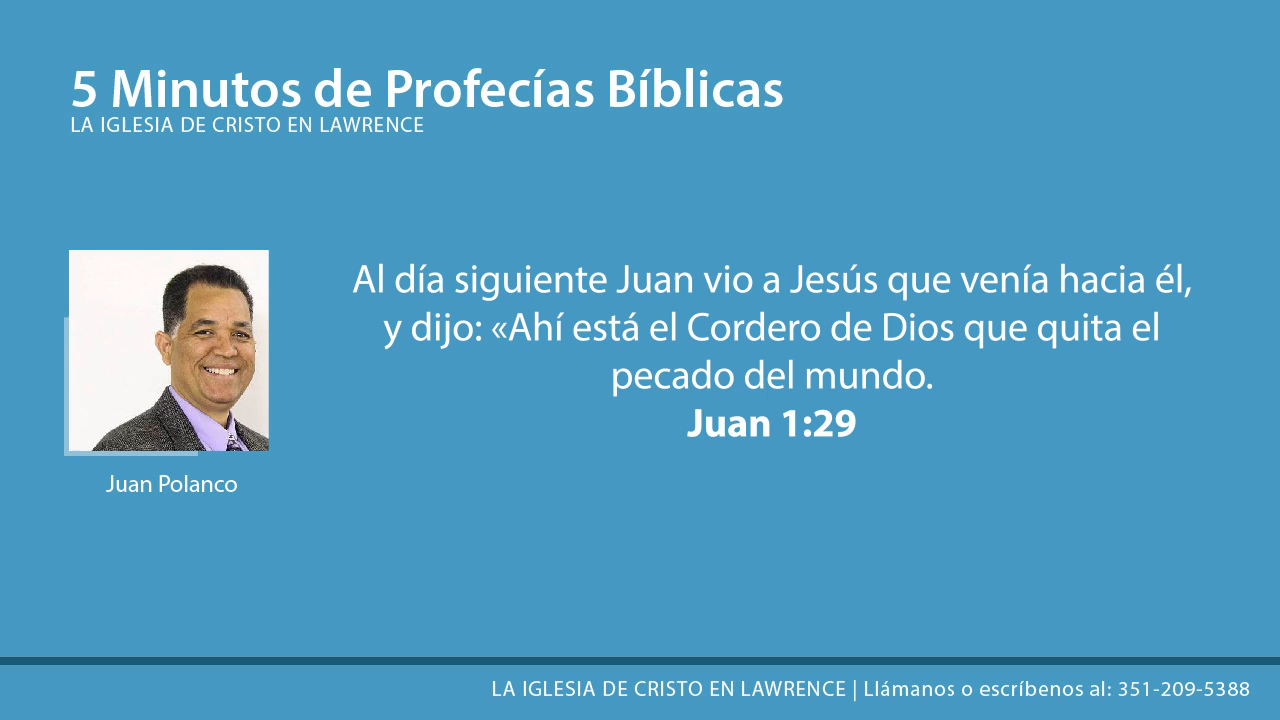 5 Minutos de Profecías Bíblicas
LA IGLESIA DE CRISTO EN LAWRENCE
Al día siguiente Juan vio a Jesús que venía hacia él,
y dijo: «Ahí está el Cordero de Dios que quita el
pecado del mundo.
Juan 1:29
Juan Polanco
LA IGLESIA DE CRISTO EN LAWRENCE | Llámanos o escríbenos al: 351-209-5388